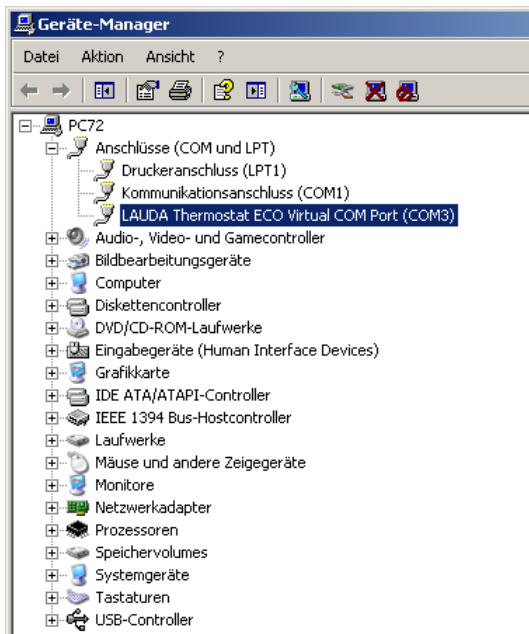 Geräte-Manager
Datei Aktion Ansicht ?
PC72
Anschlüsse (COM und LPT)
Druckeranschluss (LPT1)
Kommunikationsanschluss (COM1)
LAUDA Thermostat ECO Virtual COM Port (COM3)
Audio-, Video- und Gamecontroller
Bildbearbeitungsgeräte
Computer
Diskettencontroller
DVD/CD-ROM-Laufwerke
Eingabegeräte (Human Interface Devices)
Grafikkarte
IDE ATA/ATAPI-Controller
IEEE 1394 Bus-Hostcontroller
Laufwerke
Mäuse und andere Zeigegeräte
Monitore
Netzwerkadapter
Prozessoren
Speichervolumes
Systemgeräte
Tastaturen
USB-Controller